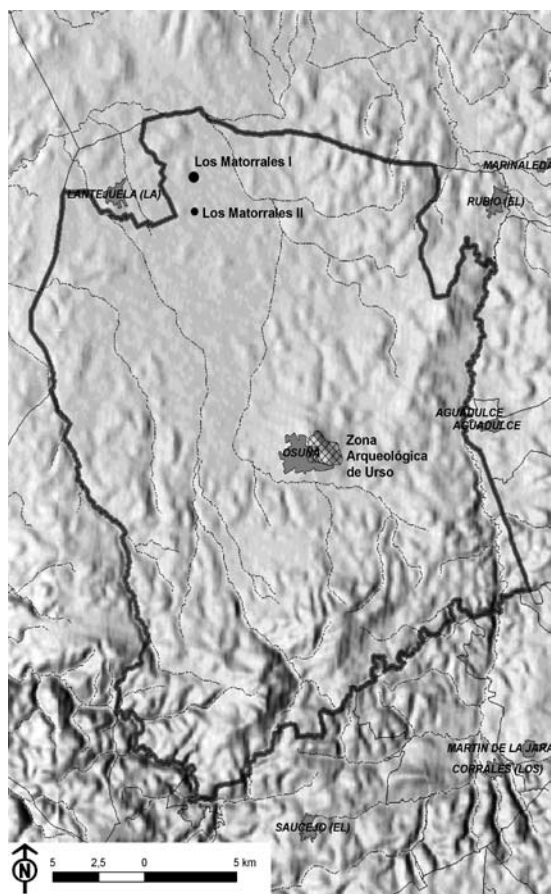 Los Matorrales I
MARINALEDA
LANTEJUELA (LA)
RUBIO (EL)
Los Matorrales II
AGUADULCE
AGUADULCE
Zona
OSUNA
Arqueológica
de Urso
MARTIN DE LA JARA
CORRALES (LOS)
SAUCEJO (EL)
N
5 2,5 0 5 km